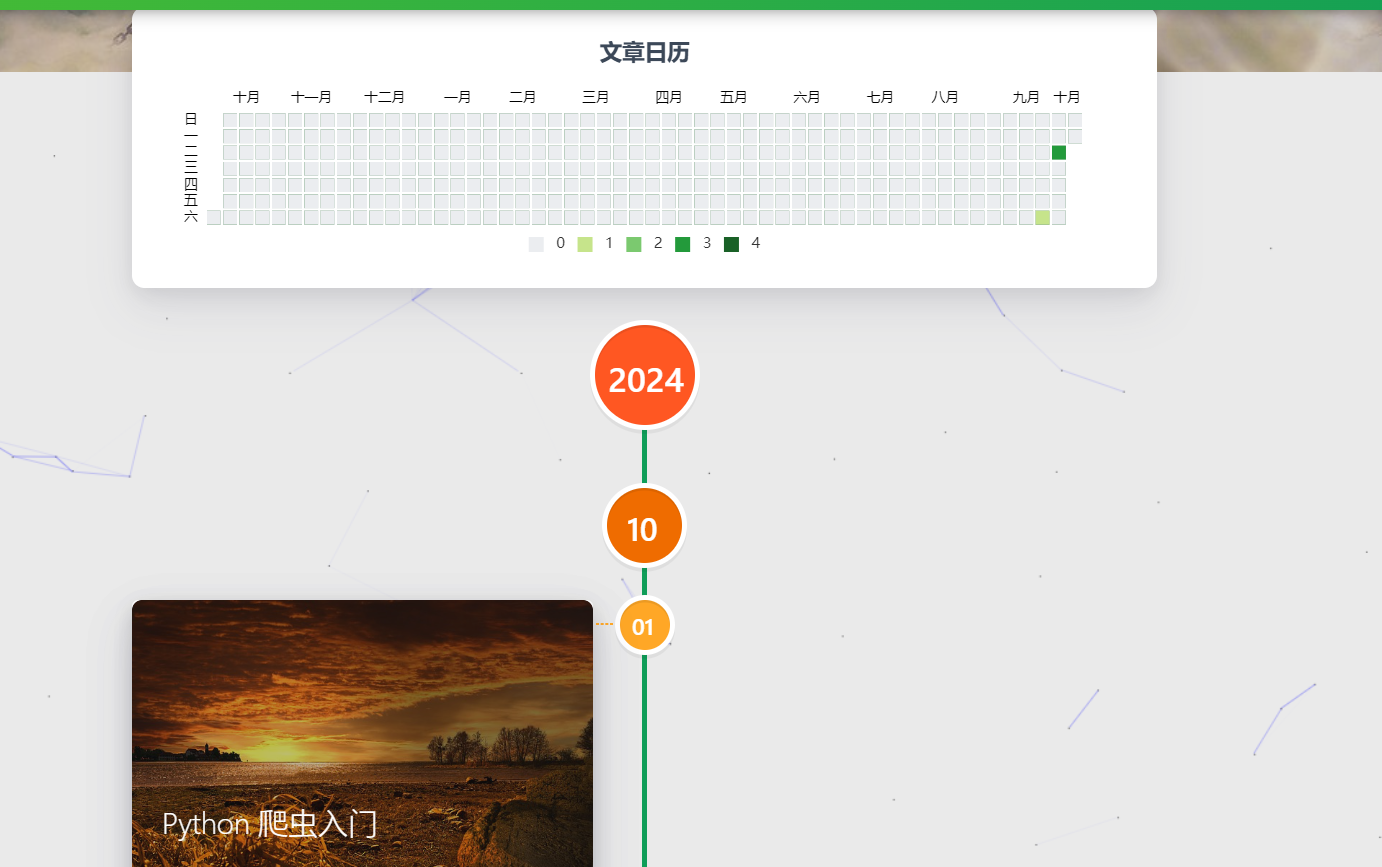 文章日历
十月 十一月 十二月 一月 二月 三月 四月 五月 六月 七月 八月 九月 十月
日
一
二
三
四
五
六
0 1 2 3 4
2024
10
01
Python 爬虫入门